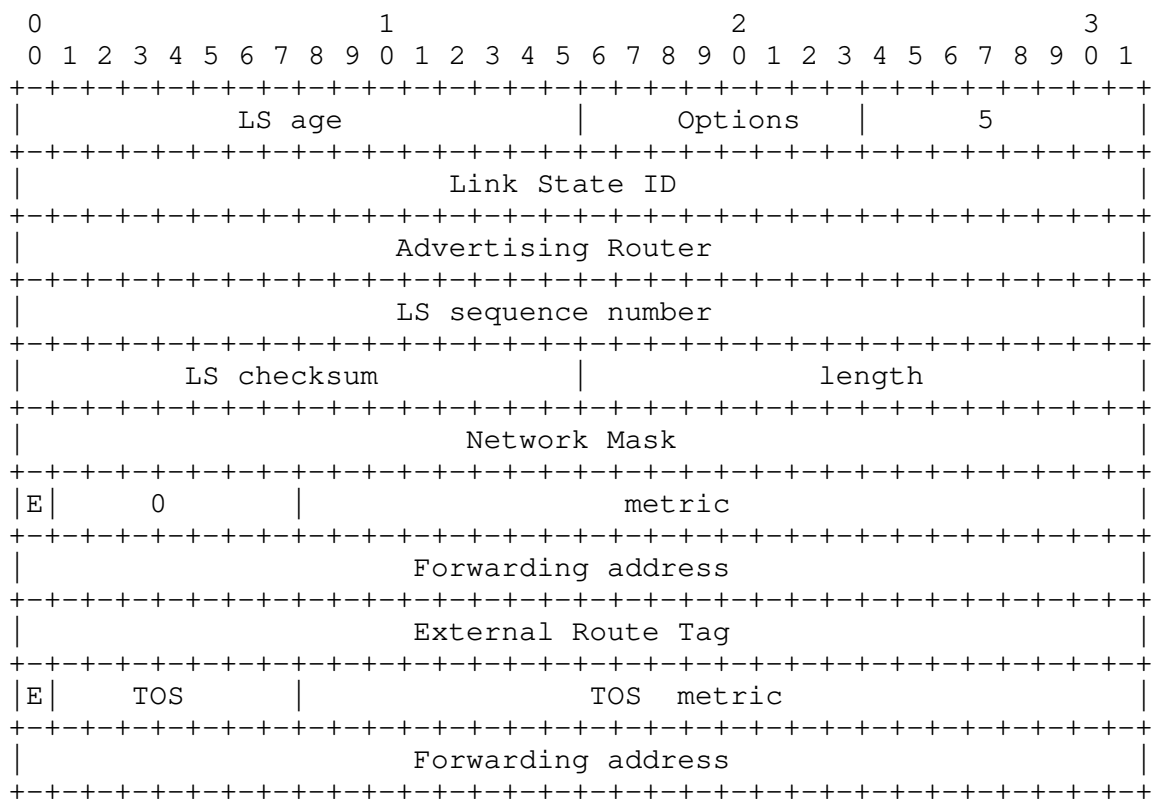 0                   1                   2                   3
 0 1 2 3 4 5 6 7 8 9 0 1 2 3 4 5 6 7 8 9 0 1 2 3 4 5 6 7 8 9 0 1
+-+-+-+-+-+-+-+-+-+-+-+-+-+-+-+-+-+-+-+-+-+-+-+-+-+-+-+-+-+-+-+-+
|            LS age             |     Options   |      5        |
+-+-+-+-+-+-+-+-+-+-+-+-+-+-+-+-+-+-+-+-+-+-+-+-+-+-+-+-+-+-+-+-+
|                        Link State ID                          |
+-+-+-+-+-+-+-+-+-+-+-+-+-+-+-+-+-+-+-+-+-+-+-+-+-+-+-+-+-+-+-+-+
|                     Advertising Router                        |
+-+-+-+-+-+-+-+-+-+-+-+-+-+-+-+-+-+-+-+-+-+-+-+-+-+-+-+-+-+-+-+-+
|                     LS sequence number                        |
+-+-+-+-+-+-+-+-+-+-+-+-+-+-+-+-+-+-+-+-+-+-+-+-+-+-+-+-+-+-+-+-+
|         LS checksum           |             length            |
+-+-+-+-+-+-+-+-+-+-+-+-+-+-+-+-+-+-+-+-+-+-+-+-+-+-+-+-+-+-+-+-+
|                         Network Mask                          |
+-+-+-+-+-+-+-+-+-+-+-+-+-+-+-+-+-+-+-+-+-+-+-+-+-+-+-+-+-+-+-+-+
|E|     0       |                  metric                       |
+-+-+-+-+-+-+-+-+-+-+-+-+-+-+-+-+-+-+-+-+-+-+-+-+-+-+-+-+-+-+-+-+
|                      Forwarding address                       |
+-+-+-+-+-+-+-+-+-+-+-+-+-+-+-+-+-+-+-+-+-+-+-+-+-+-+-+-+-+-+-+-+
|                      External Route Tag                       |
+-+-+-+-+-+-+-+-+-+-+-+-+-+-+-+-+-+-+-+-+-+-+-+-+-+-+-+-+-+-+-+-+
|E|    TOS      |                TOS  metric                    |
+-+-+-+-+-+-+-+-+-+-+-+-+-+-+-+-+-+-+-+-+-+-+-+-+-+-+-+-+-+-+-+-+
|                      Forwarding address                       |
+-+-+-+-+-+-+-+-+-+-+-+-+-+-+-+-+-+-+-+-+-+-+-+-+-+-+-+-+-+-+-+-+